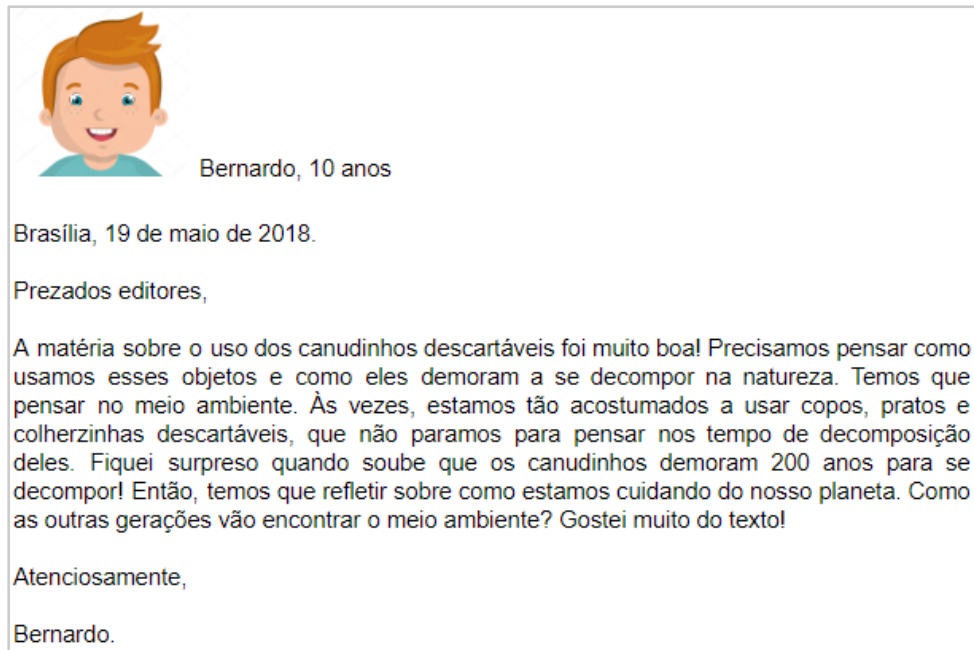 Bernardo, 10 anos
Brasília, 19 de maio de 2018.
Prezados editores,
A matéria sobre o uso dos canudinhos descartáveis foi muito boa! Precisamos pensar como
usamos esses objetos e como eles demoram a se decompor na natureza. Temos que
pensar no meio ambiente. Às vezes, estamos tão acostumados a usar copos, pratos e
colherzinhas descartáveis, que não paramos para pensar nos tempo de decomposição
deles. Fiquei surpreso quando soube que os canudinhos demoram 200 anos para se
decompor! Então, temos que refletir sobre como estamos cuidando do nosso planeta. Como
as outras gerações vão encontrar o meio ambiente? Gostei muito do texto!
Atenciosamente,
Bernardo.